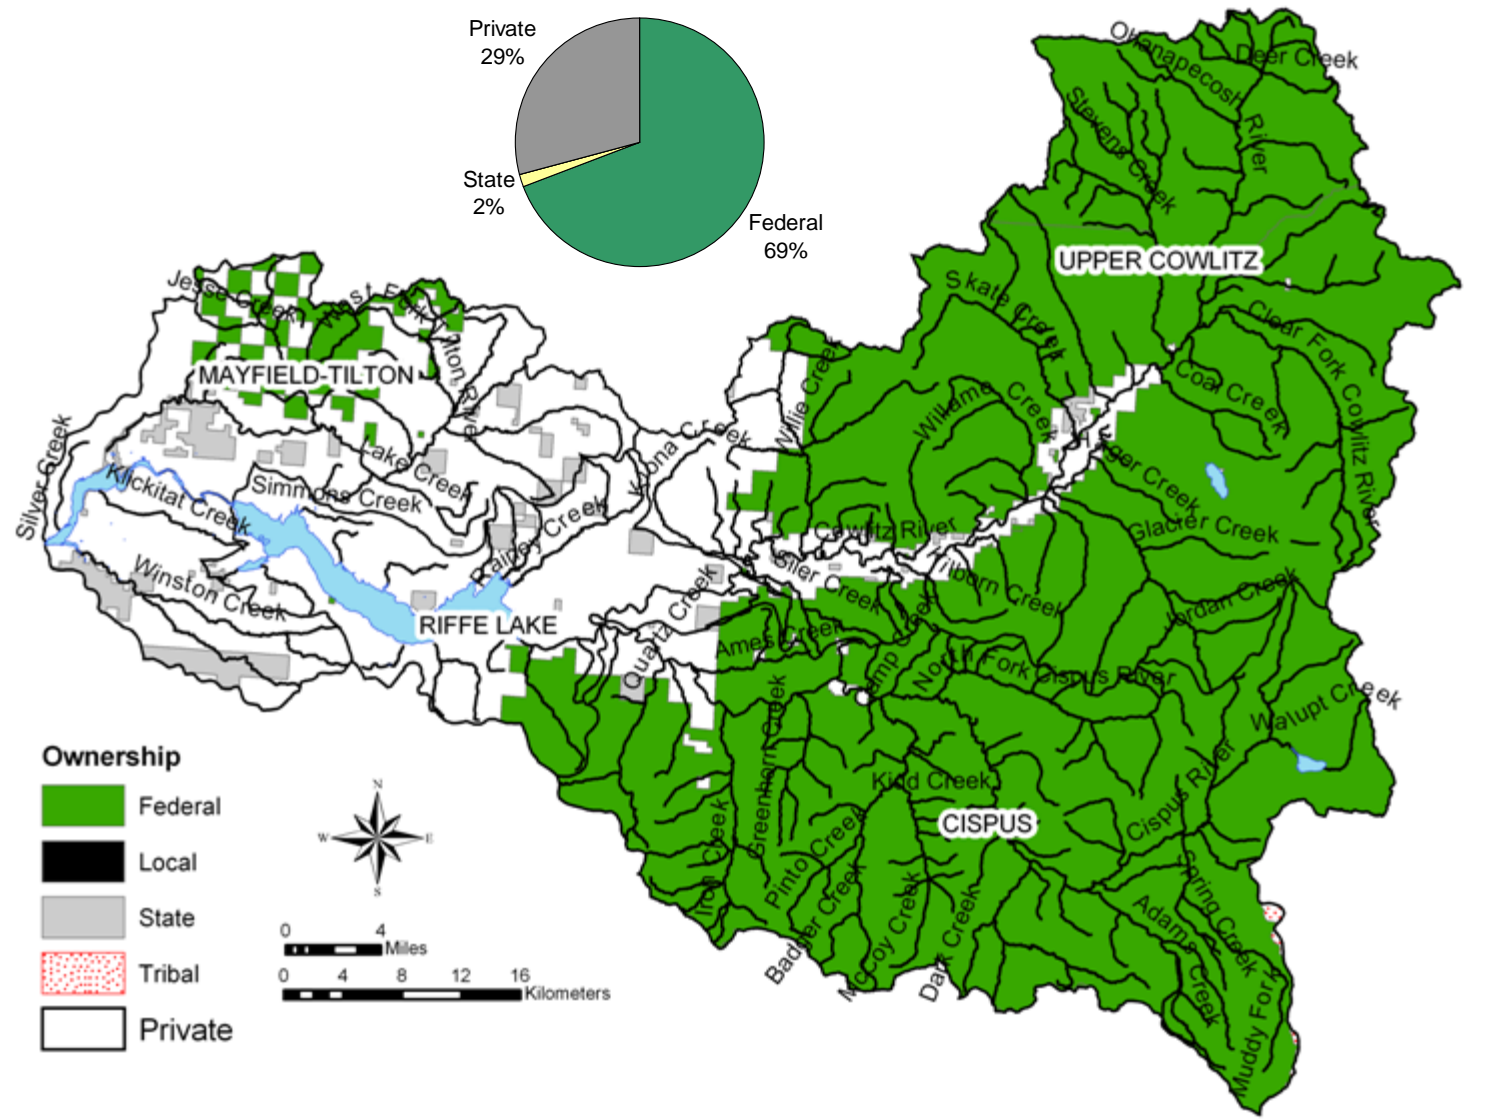 Private
29%
State
2%
Federal
69%
Ohanapecosh
River
Deer Creek
Stevens Creek
UPPER COWLITZ
Skate Creek
Clear Fork Cowlitz River
Coal Creek
Jesse Creek
West Fork Tilton River
MAYFIELD-TILTON
Willie Creek
Willame Creek
Kiona Creek
Silver Creek
Klickitat Creek
Lake Creek
Simmons Creek
Rainey Creek
Winston Creek
RIFFE LAKE
Cowlitz River
Siler Creek
Glacier Creek
Jordan Creek
Quartz Creek
Ames Creek
North Fork Cispus River
Walupt Creek
Greenhorn Creek
Kidd Creek
CISPUS
Cispus River
Iron Creek
Pinto Creek
Badger Creek
McCoy Creek
Dark Creek
Adams Creek
Spring Creek
Muddy Fork
Ownership
Federal
Local
State
Tribal
Private
N
W
E
S
0 4
Miles
0 4 8 12 16
Kilometers